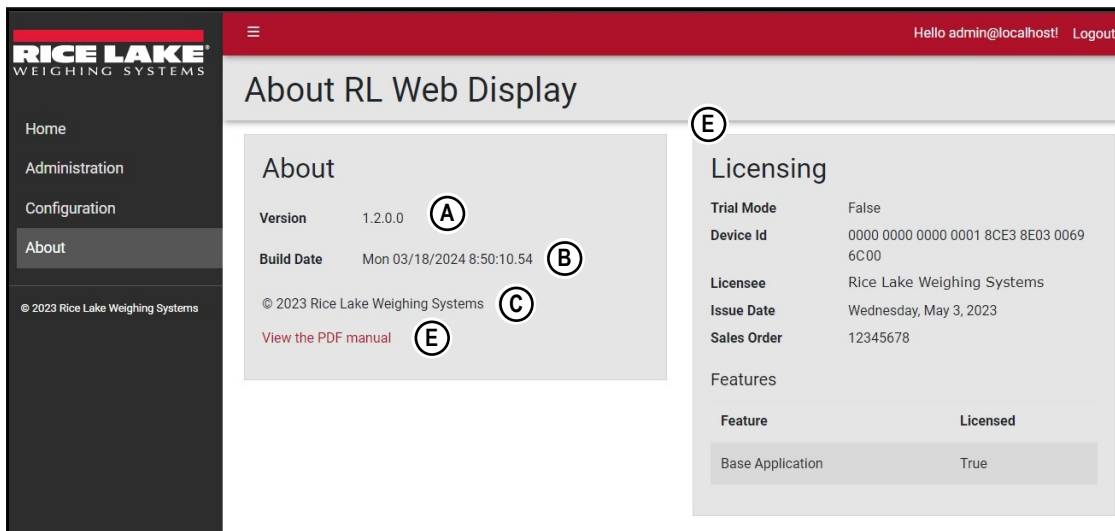 RICE LAKE®
WEIGHING SYSTEMS
Home
Administration
Configuration
About
© 2023 Rice Lake Weighing Systems
☰
Hello admin@localhost! Logout
About RL Web Display
E
About
Version 1.2.0.0 A
Build Date Mon 03/18/2024 8:50:10.54 B
© 2023 Rice Lake Weighing Systems C
View the PDF manual E
Licensing
Trial Mode False
Device Id 0000 0000 0000 0001 8CE3 8E03 0069
6C00
Licensee Rice Lake Weighing Systems
Issue Date Wednesday, May 3, 2023
Sales Order 12345678
Features
Feature Licensed
Base Application True